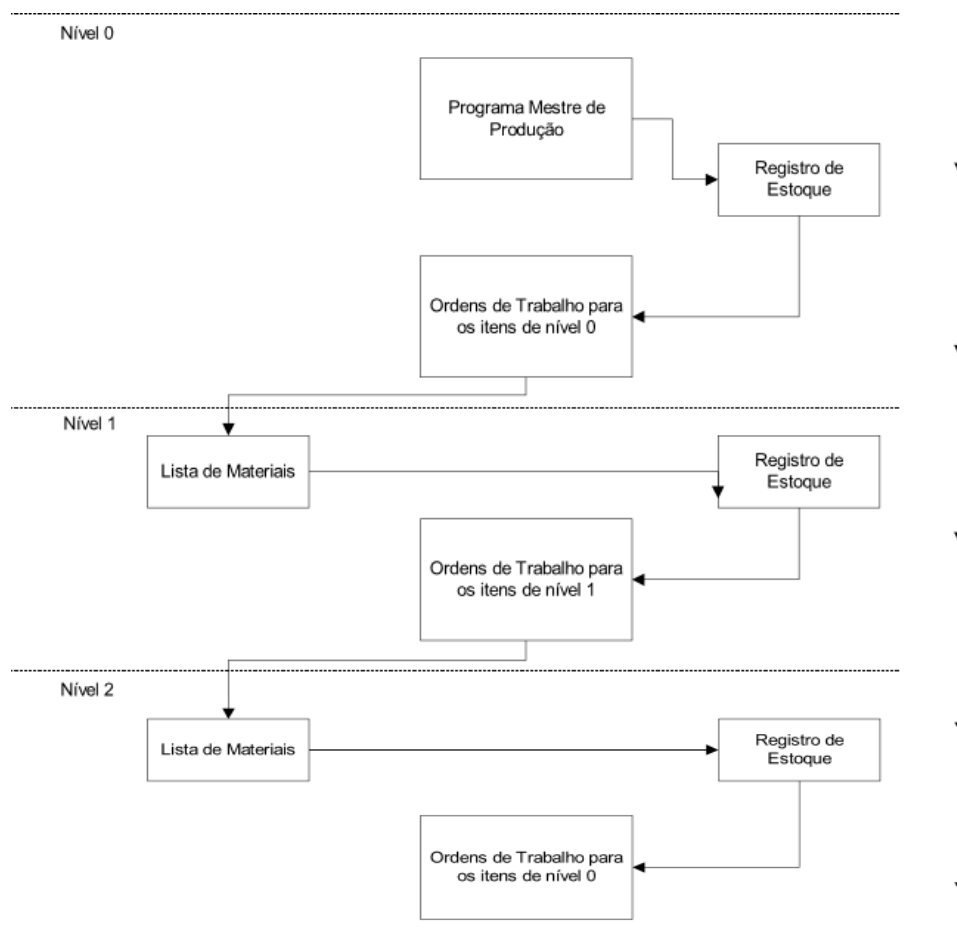 Nível 0
Programa Mestre de
Produção
Registro de
Estoque
Ordens de Trabalho para
os itens de nível 0
Nível 1
Lista de Materiais
Registro de
Estoque
Ordens de Trabalho para
os itens de nível 1
Nível 2
Lista de Materiais
Registro de
Estoque
Ordens de Trabalho para
os itens de nível 0